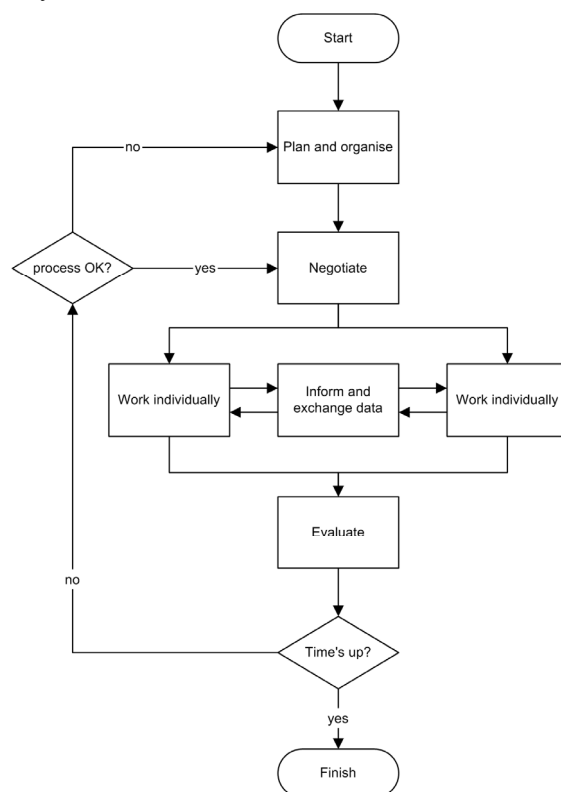 Start
no
Plan and organise
process OK?
yes
Negotiate
Work individually
Inform and
exchange data
Work individually
Evaluate
no
Time's up?
yes
Finish